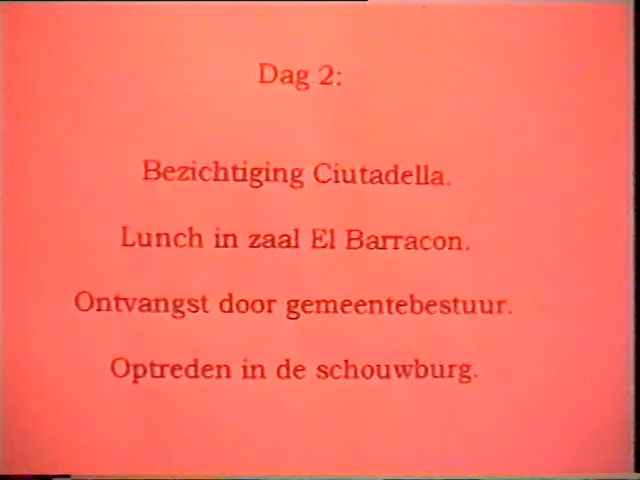 Dag 2:
Bezichtiging Ciutadella.
Lunch in zaal El Barracon.
Ontvangst door gemeentebestuur.
Optreden in de schouwburg.